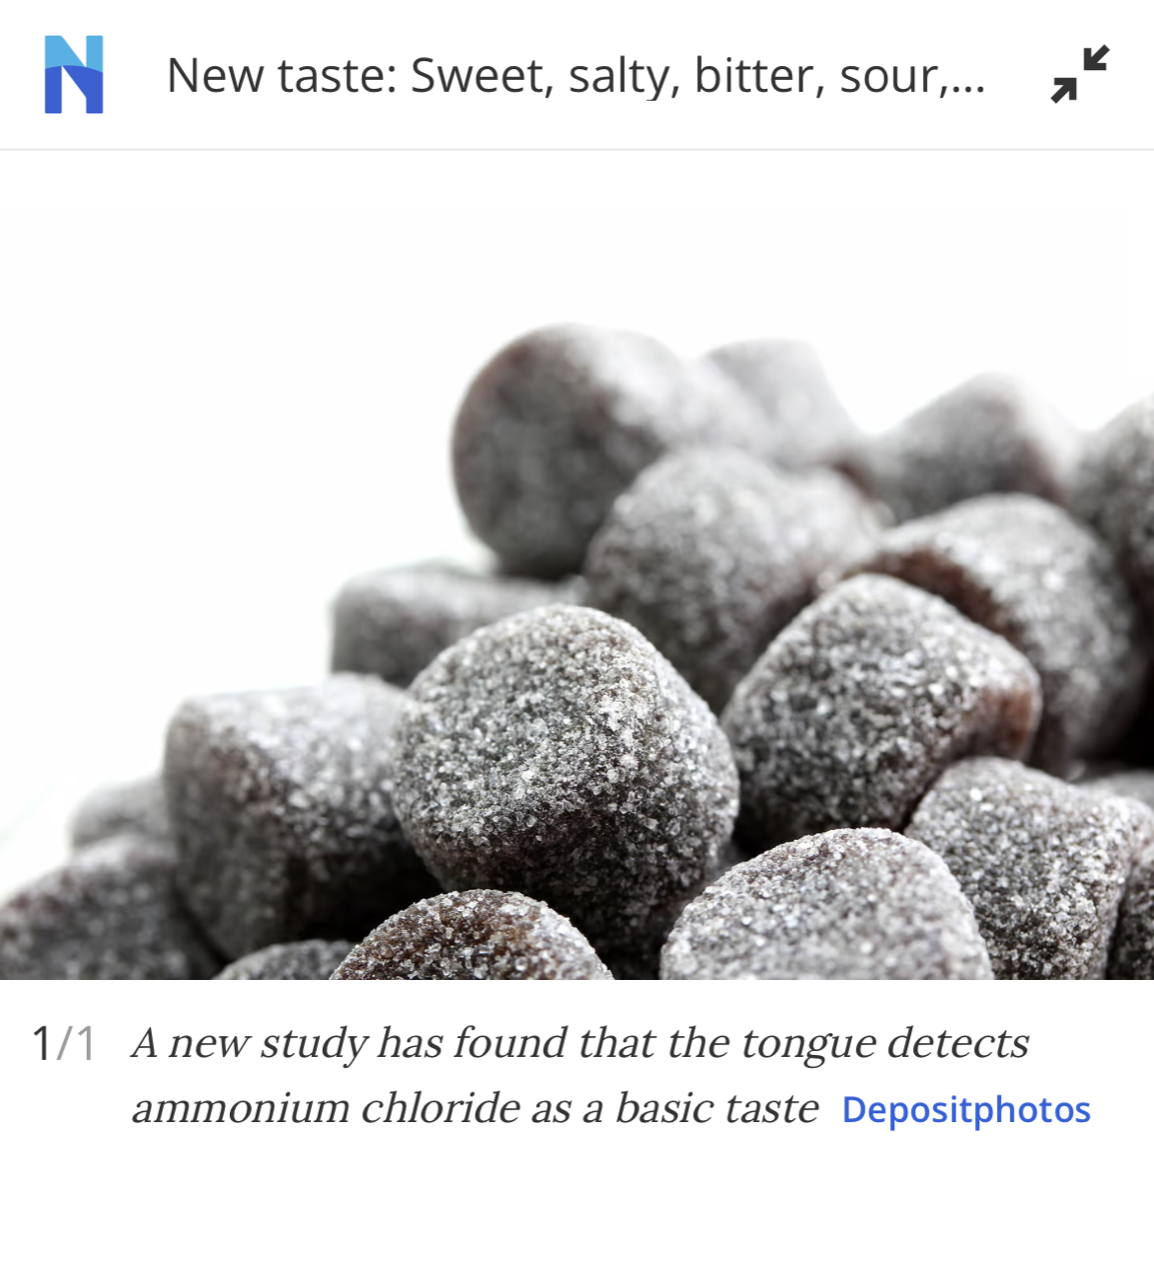 New taste: Sweet, salty, bitter, sour,...
1/1 A new study has found that the tongue detects
ammonium chloride as a basic taste Depositphotos